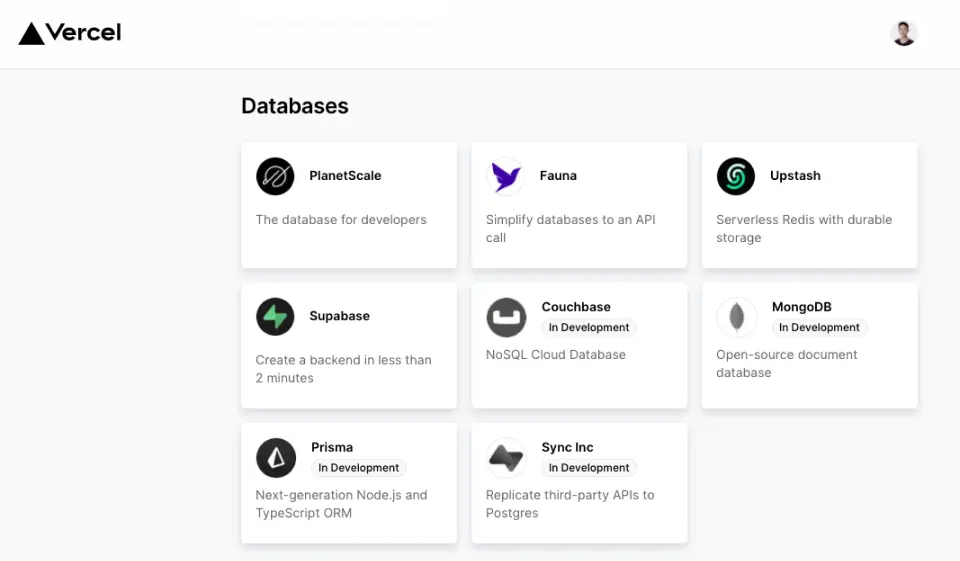 Vercel
Databases
PlanetScale
The database for developers
Fauna
Simplify databases to an API
call
Upstash
Serverless Redis with durable
storage
Supabase
Create a backend in less than
2 minutes
Couchbase
In Development
NoSQL Cloud Database
MongoDB
In Development
Open-source document
database
Prisma
In Development
Next-generation Node.js and
TypeScript ORM
Sync Inc
In Development
Replicate third-party APIs to
Postgres